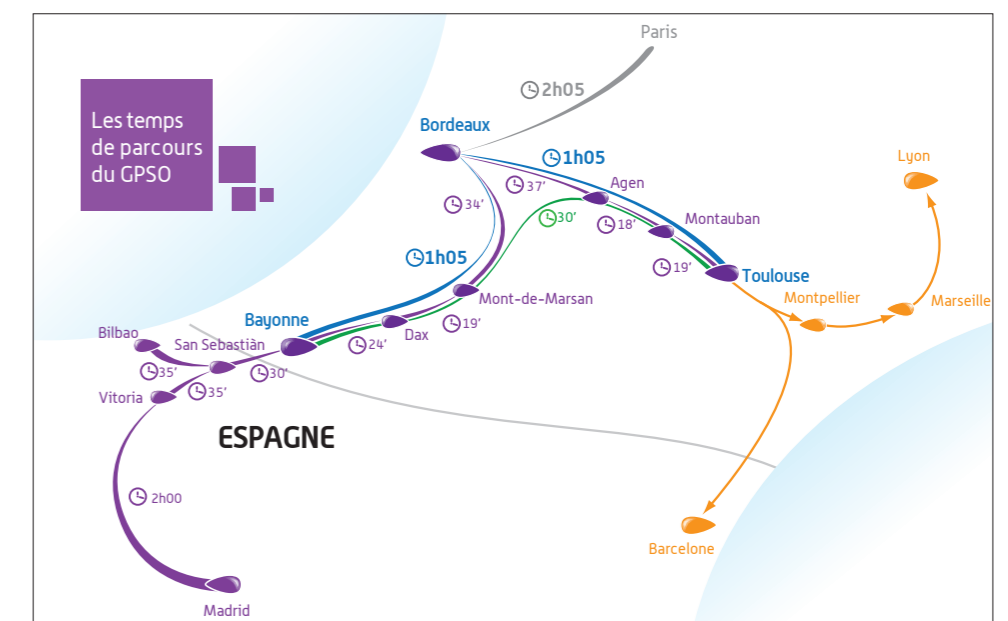 Les temps
de parcours
du GPSO
Paris
2h05
Bordeaux
1h05
37'
Agen
Lyon
34'
30'
18'
Montauban
1h05
19'
Toulouse
Montpellier
Marseille
Mont-de-Marsan
19'
Bayonne
Dax
24'
Bilbao
San Sebastiàn
30'
35'
35'
Vitoria
ESPAGNE
2h00
Barcelone
Madrid